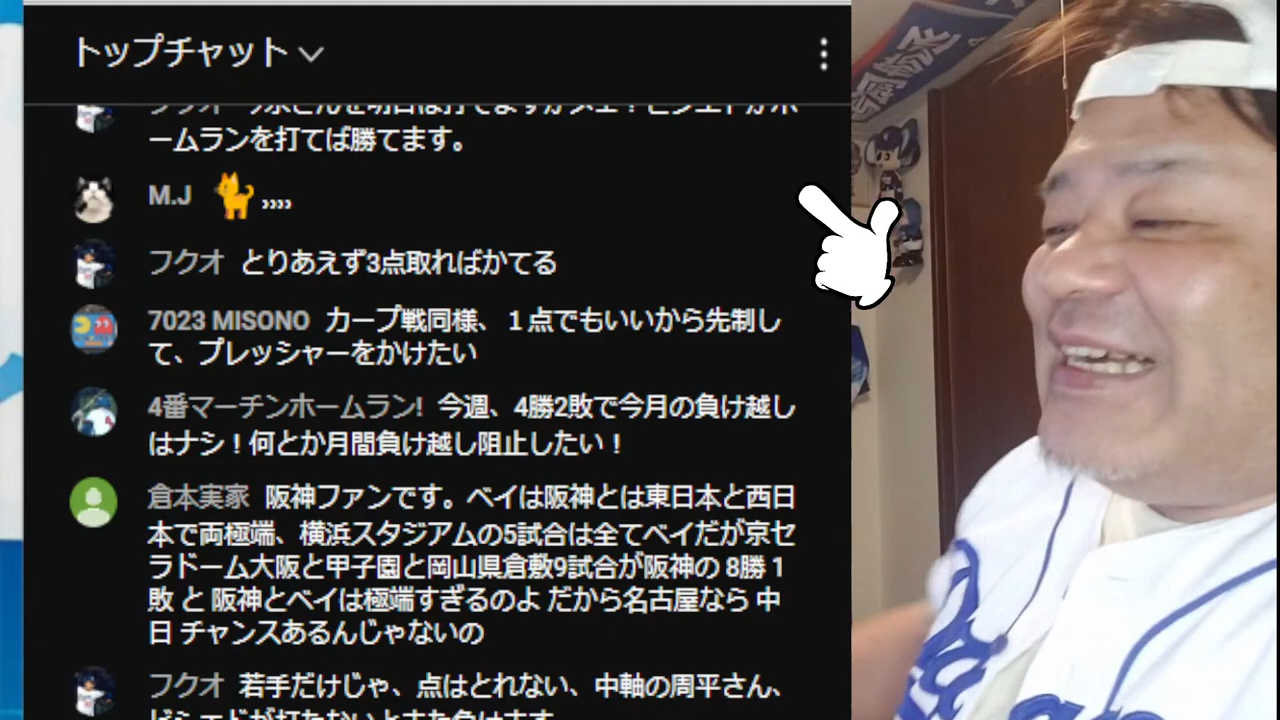 トップチャット
ームランを打てば勝てます。
M.J 🐈 ,,,,
フクオ とりあえず3点取ればかてる
7023 MISONO カープ戦同様、１点でもいいから先制し
て、プレッシャーをかけたい
4番マーチンホームラン! 今週、4勝2敗で今月の負け越し
はナシ！何とか月間負け越し阻止したい！
倉本実家 阪神ファンです。ベイは阪神とは東日本と西日
本で両極端、横浜スタジアムの5試合は全てベイだが京セ
ラドーム大阪と甲子園と岡山県倉敷9試合が阪神の 8勝 1
敗 と 阪神とベイは極端すぎるのよ だから名古屋なら 中
日 チャンスあるんじゃないの
フクオ 若手だけじゃ、点はとれない、中軸の周平さん、